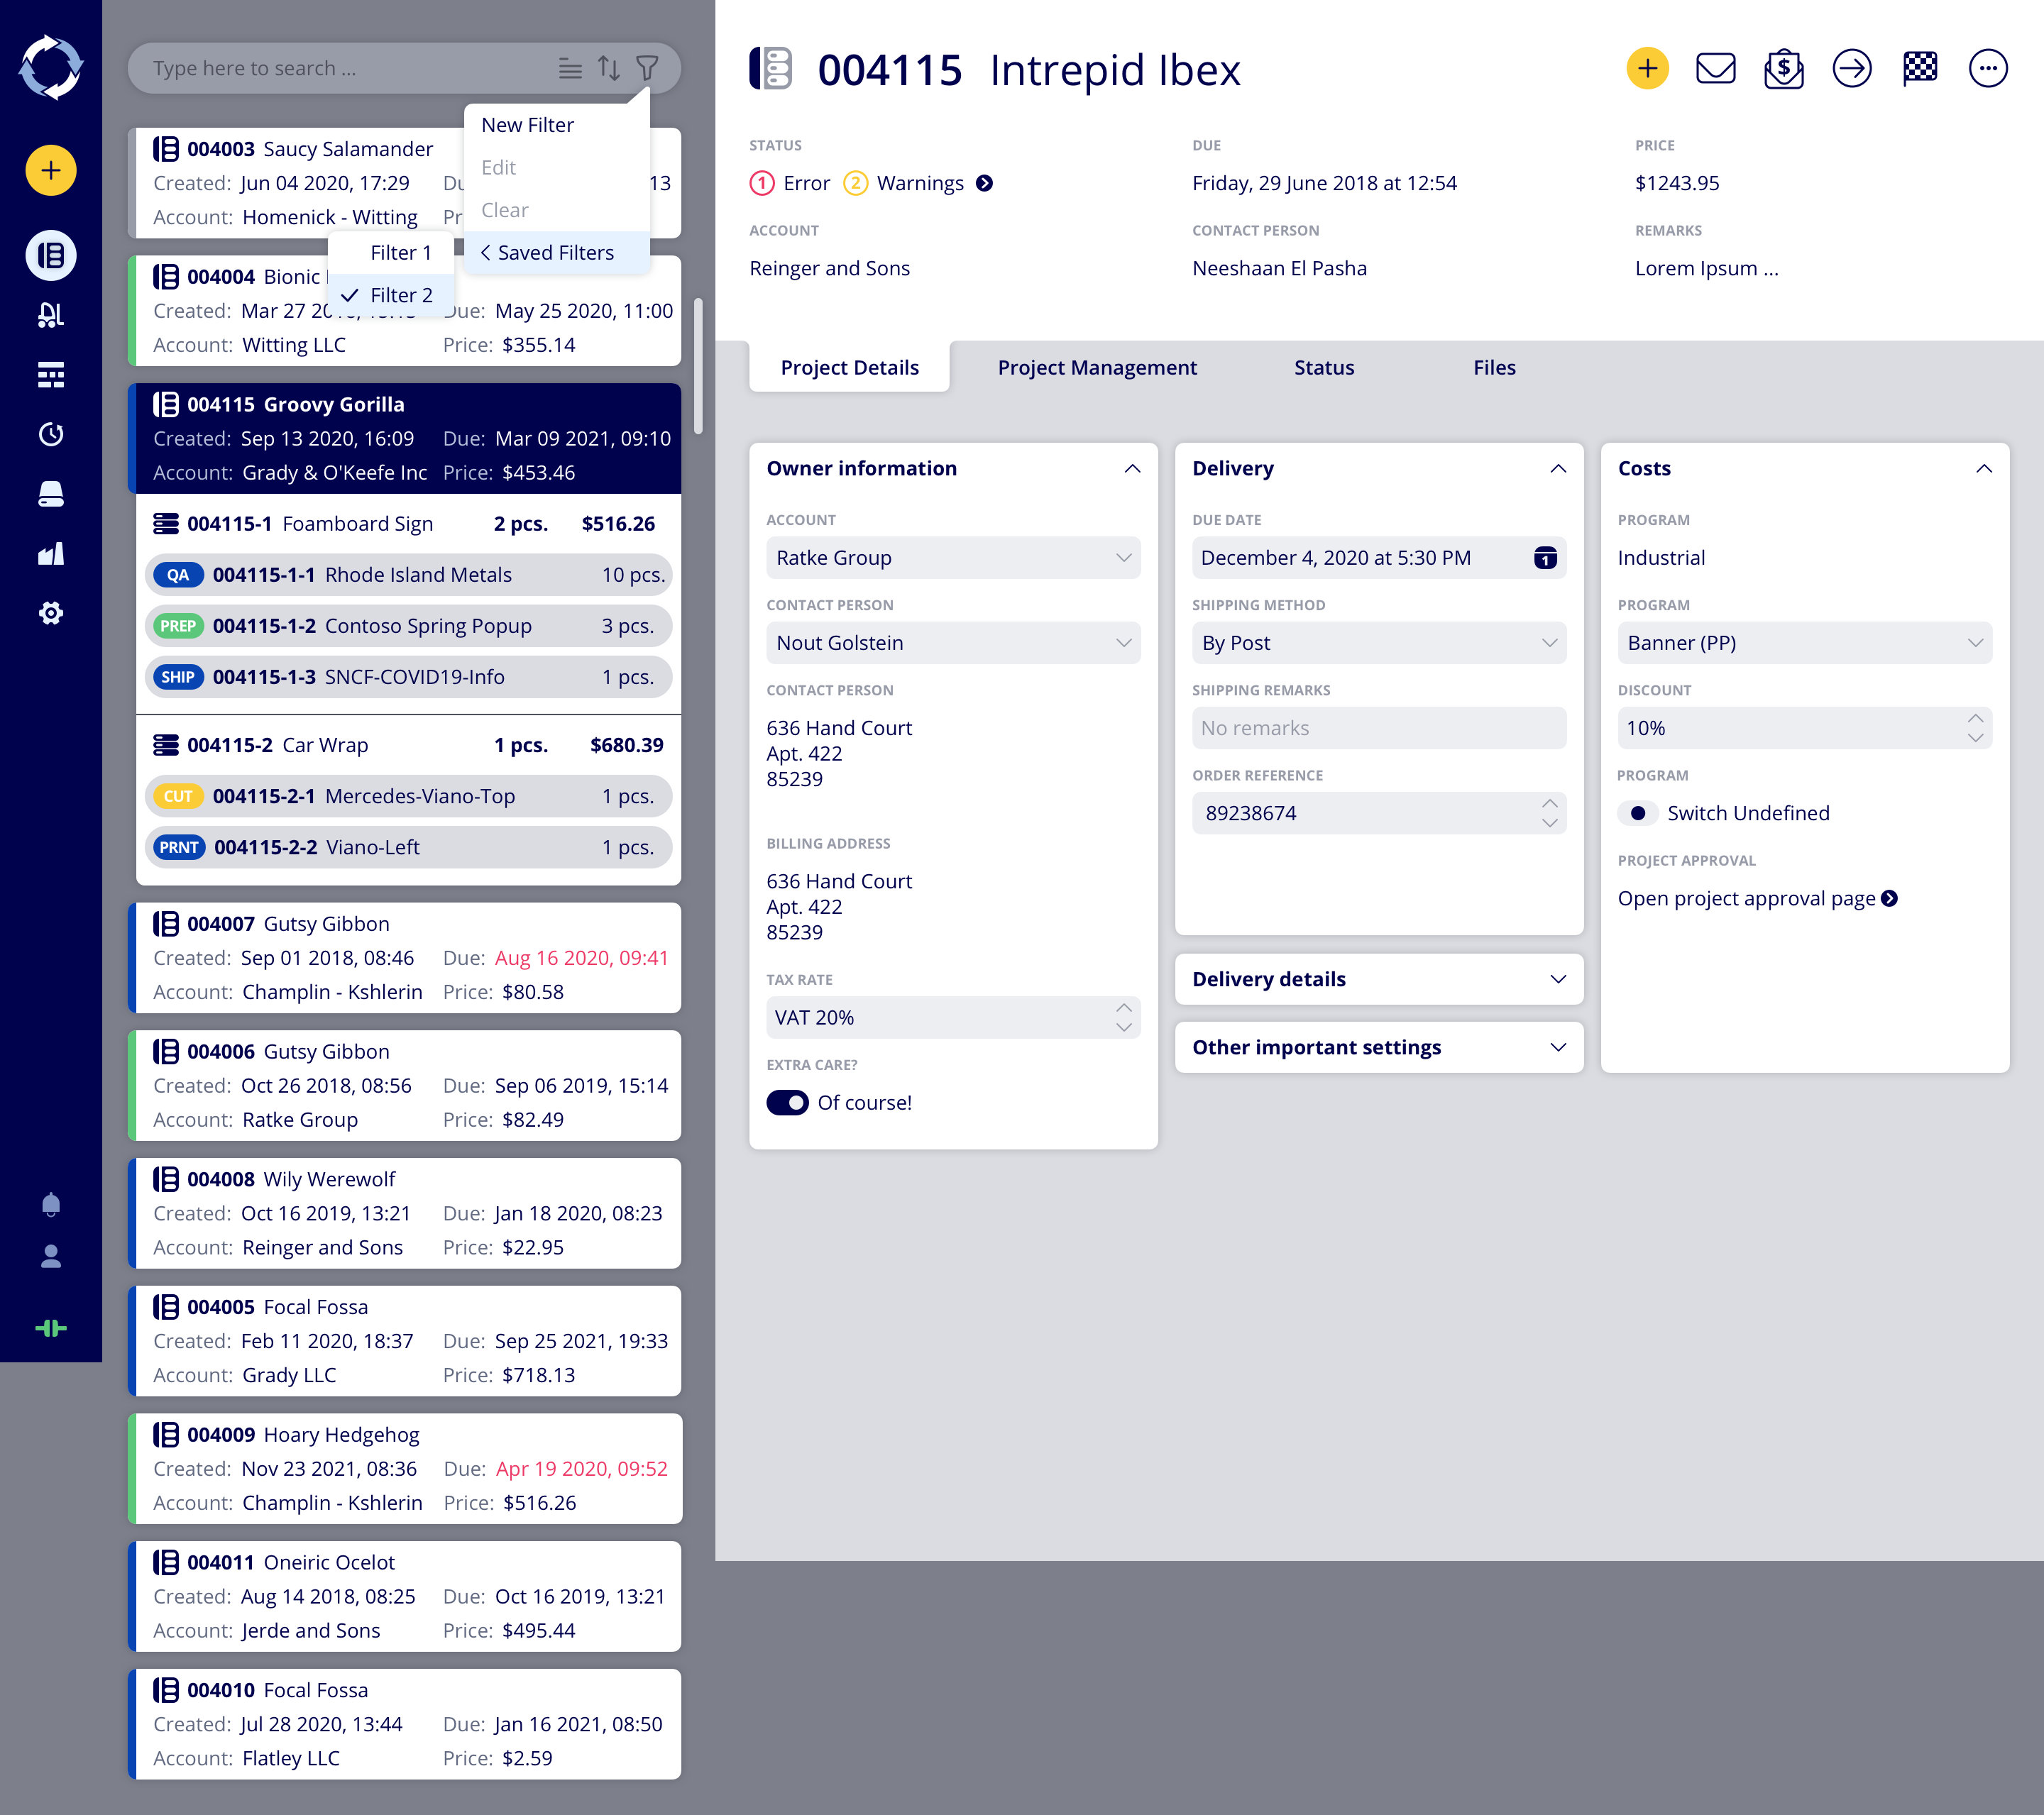 Type here to search ...
New Filter
Edit
Clear
Saved Filters
Filter 1
Filter 2
004003 Saucy Salamander
Created: Jun 04 2020, 17:29 13
Account: Homenick - Witting
004004 Bionic
Created: Mar 27 Due: May 25 2020, 11:00
Account: Witting LLC Price: $355.14
004115 Groovy Gorilla
Created: Sep 13 2020, 16:09 Due: Mar 09 2021, 09:10
Account: Grady & O'Keefe Inc Price: $453.46
004115-1 Foamboard Sign 2 pcs. $516.26
QA 004115-1-1 Rhode Island Metals 10 pcs.
PREP 004115-1-2 Contoso Spring Popup 3 pcs.
SHIP 004115-1-3 SNCF-COVID19-Info 1 pcs.
004115-2 Car Wrap 1 pcs. $680.39
CUT 004115-2-1 Mercedes-Viano-Top 1 pcs.
PRNT 004115-2-2 Viano-Left 1 pcs.
004007 Gutsy Gibbon
Created: Sep 01 2018, 08:46 Due: Aug 16 2020, 09:41
Account: Champlin - Kshlerin Price: $80.58
004006 Gutsy Gibbon
Created: Oct 26 2018, 08:56 Due: Sep 06 2019, 15:14
Account: Ratke Group Price: $82.49
004008 Wily Werewolf
Created: Oct 16 2019, 13:21 Due: Jan 18 2020, 08:23
Account: Reinger and Sons Price: $22.95
004005 Focal Fossa
Created: Feb 11 2020, 18:37 Due: Sep 25 2021, 19:33
Account: Grady LLC Price: $718.13
004009 Hoary Hedgehog
Created: Nov 23 2021, 08:36 Due: Apr 19 2020, 09:52
Account: Champlin - Kshlerin Price: $516.26
004011 Oneiric Ocelot
Created: Aug 14 2018, 08:25 Due: Oct 16 2019, 13:21
Account: Jerde and Sons Price: $495.44
004010 Focal Fossa
Created: Jul 28 2020, 13:44 Due: Jan 16 2021, 08:50
Account: Flatley LLC Price: $2.59
004115 Intrepid Ibex
STATUS
1 Error 2 Warnings
DUE
Friday, 29 June 2018 at 12:54
PRICE
$1243.95
ACCOUNT
Reinger and Sons
CONTACT PERSON
Neeshaan El Pasha
REMARKS
Lorem Ipsum ...
Project Details Project Management Status Files
Owner information
ACCOUNT
Ratke Group
CONTACT PERSON
Nout Golstein
CONTACT PERSON
636 Hand Court
Apt. 422
85239
BILLING ADDRESS
636 Hand Court
Apt. 422
85239
TAX RATE
VAT 20%
EXTRA CARE?
Of course!
Delivery
DUE DATE
December 4, 2020 at 5:30 PM 1
SHIPPING METHOD
By Post
SHIPPING REMARKS
No remarks
ORDER REFERENCE
89238674
Delivery details
Other important settings
Costs
PROGRAM
Industrial
PROGRAM
Banner (PP)
DISCOUNT
10%
PROGRAM
Switch Undefined
PROJECT APPROVAL
Open project approval page